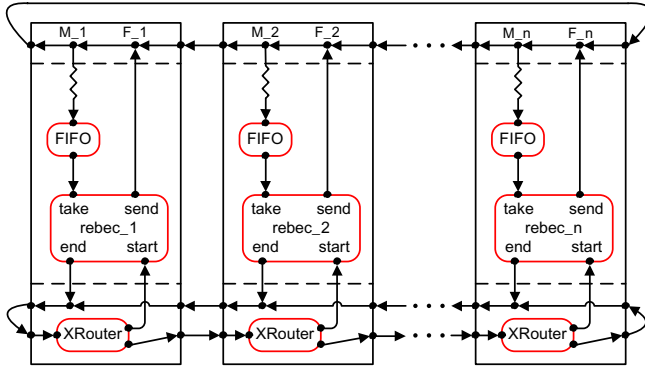 M_1 F_1 M_2 F_2 M_n F_n
. . . 
FIFO FIFO FIFO
take send take send take send
rebec_1 rebec_2 rebec_n
end start end start end start
. . .
XRouter XRouter XRouter
. . .